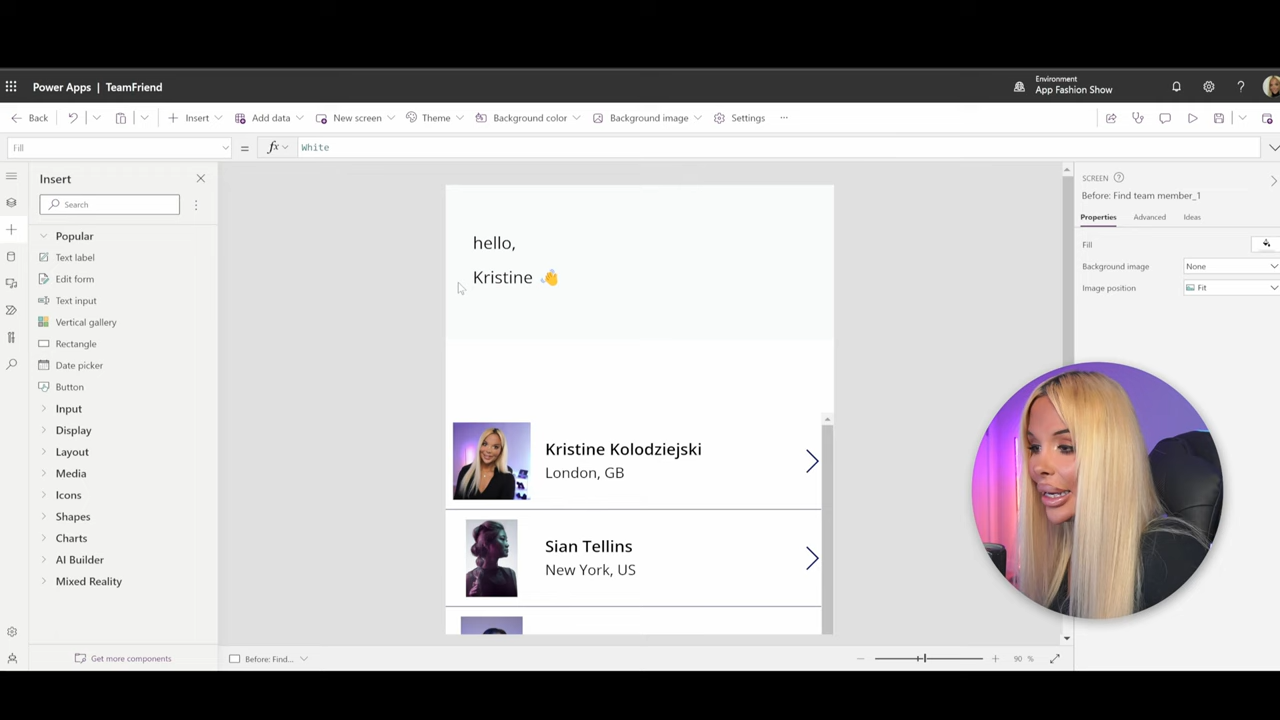 Power Apps | TeamFriend
Environment
App Fashion Show
Back
Insert
Add data
New screen
Theme
Background color
Background image
Settings
Fill
=
fx
White
Insert
Search
Popular
Text label
Edit form
Text input
Vertical gallery
Rectangle
Date picker
Button
Input
Display
Layout
Media
Icons
Shapes
Charts
AI Builder
Mixed Reality
Get more components
hello,
Kristine 👋
Kristine Kolodziejski
London, GB
Sian Tellins
New York, US
Before: Find...
90 %
SCREEN
Before: Find team member_1
Properties
Advanced
Ideas
Fill
Background image
None
Image position
Fit